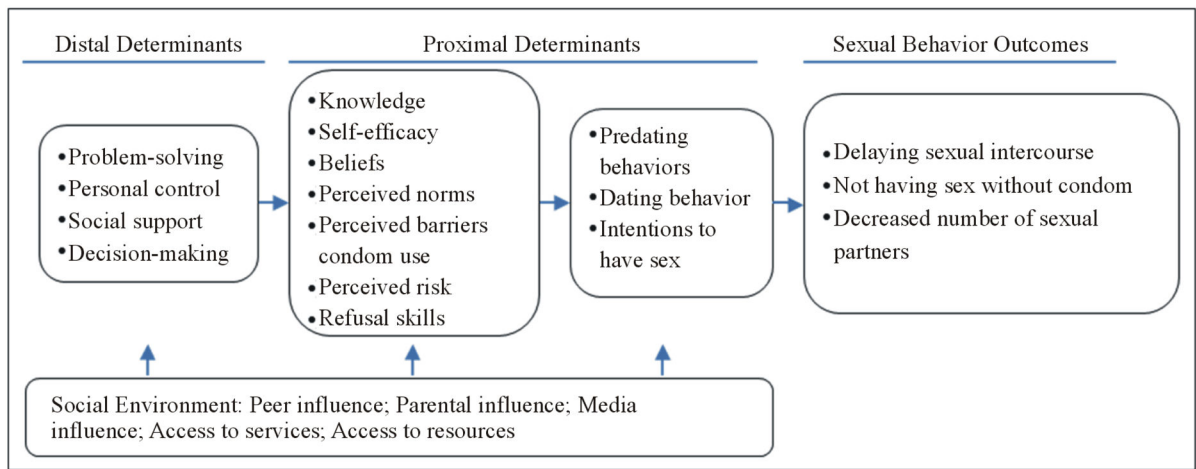 Distal Determinants
Proximal Determinants
Sexual Behavior Outcomes
•Problem-solving
•Personal control
•Social support
•Decision-making
•Knowledge
•Self-efficacy
•Beliefs
•Perceived norms
•Perceived barriers
condom use
•Perceived risk
•Refusal skills
•Predating
behaviors
•Dating behavior
•Intentions to
have sex
•Delaying sexual intercourse
•Not having sex without condom
•Decreased number of sexual
partners
Social Environment: Peer influence; Parental influence; Media
influence; Access to services; Access to resources